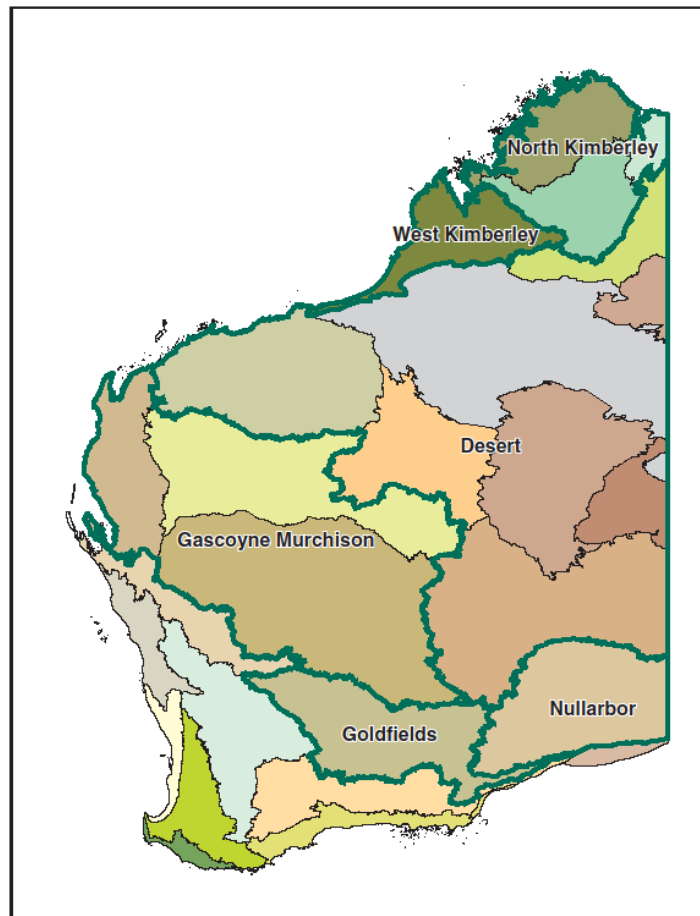 North Kimberley
West Kimberley
Desert
Gascoyne Murchison
Nullarbor
Goldfields